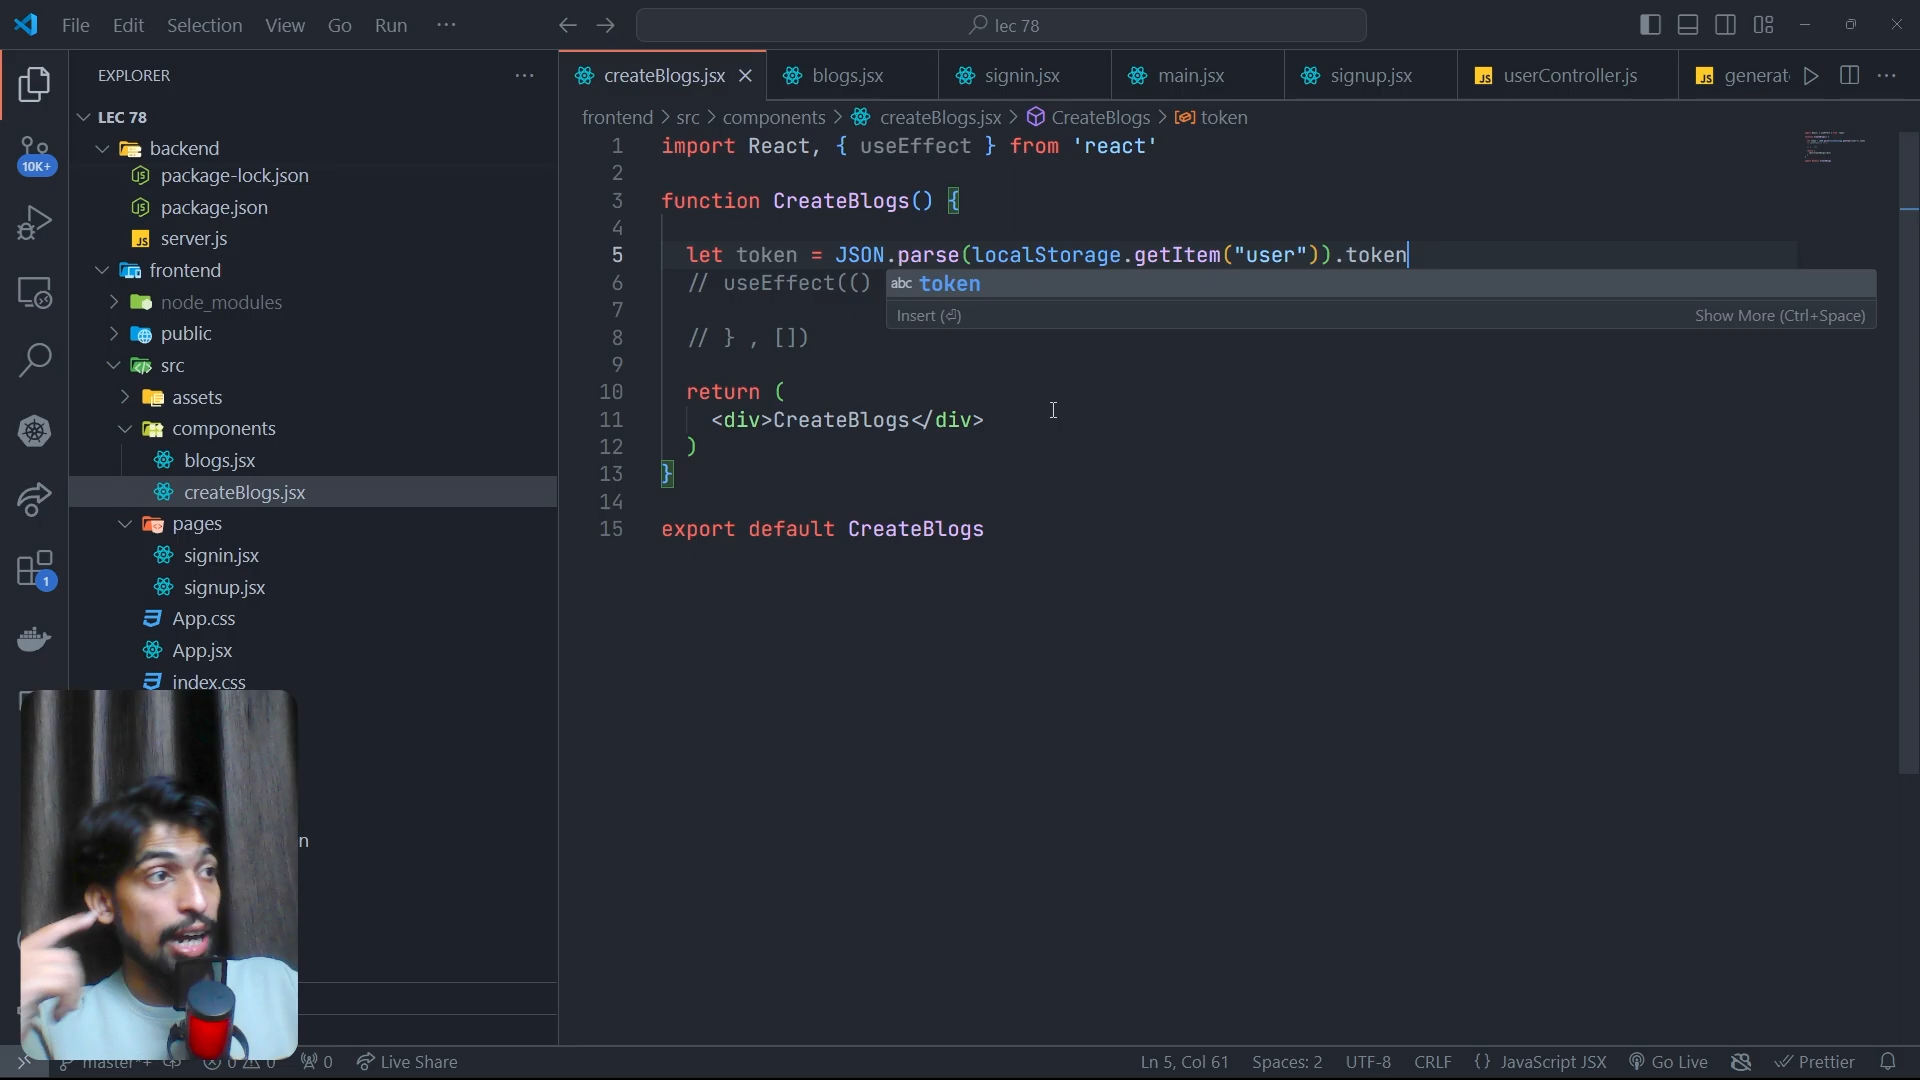 File Edit Selection View Go Run ···
lec 78
EXPLORER ···
LEC 78
backend
package-lock.json
package.json
server.js
frontend
node_modules
public
src
assets
components
blogs.jsx
createBlogs.jsx
pages
signin.jsx
signup.jsx
App.css
App.jsx
index.css
n
10K+
1
createBlogs.jsx blogs.jsx signin.jsx main.jsx signup.jsx userController.js generat
frontend > src > components > createBlogs.jsx > CreateBlogs > token
1 import React, { useEffect } from 'react'
2
3 function CreateBlogs() {
4
5 let token = JSON.parse(localStorage.getItem("user")).token
6 // useEffect(()
abc token
Insert (⏎) Show More (Ctrl+Space)
7
8 // } , [])
9
10 return (
11 <div>CreateBlogs</div>
12 )
13 }
14
15 export default CreateBlogs
master*+ 0 0 0 Live Share Ln 5, Col 61 Spaces: 2 UTF-8 CRLF {} JavaScript JSX Go Live Prettier